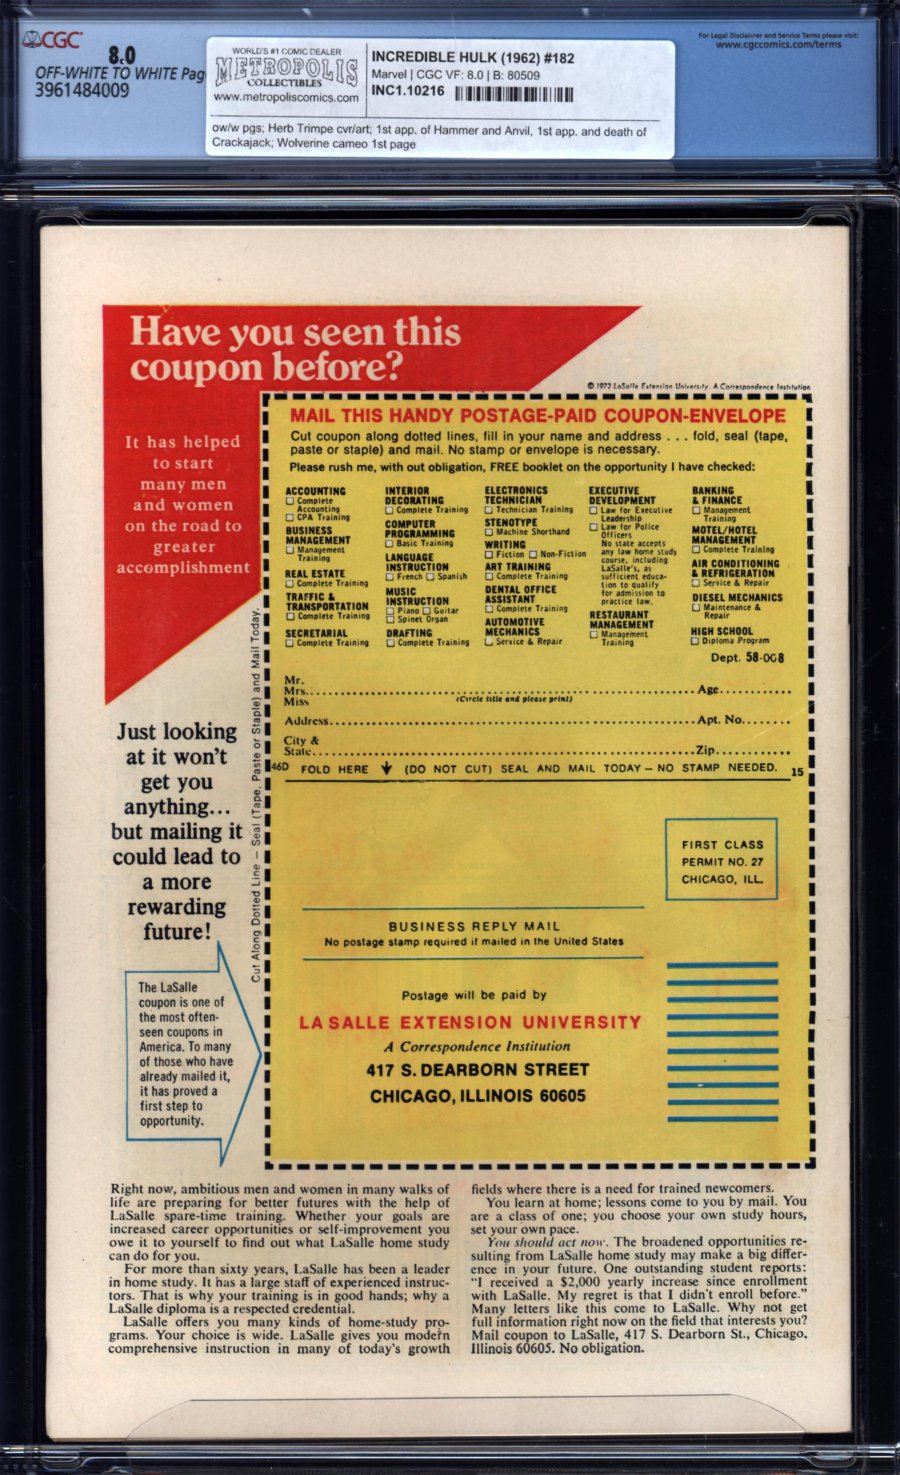 CGC
8.0
OFF-WHITE TO WHITE Pag
3961484009
WORLD'S #1 COMIC DEALER
METROPOLIS
COLLECTIBLES
www.metropoliscomics.com
INCREDIBLE HULK (1962) #182
Marvel | CGC VF: 8.0 | B: 80509
INC1.10216
ow/w pgs; Herb Trimpe cvr/art; 1st app. of Hammer and Anvil, 1st app. and death of
Crackajack; Wolverine cameo 1st page
For Legal Disclaimer and Service Terms please visit:
www.cgccomics.com/terms
Have you seen this
coupon before?
© 1972 LaSalle Extension University. A Correspondence Institution
It has helped
to start
many men
and women
on the road to
greater
accomplishment
MAIL THIS HANDY POSTAGE-PAID COUPON-ENVELOPE
Cut coupon along dotted lines, fill in your name and address . . . fold, seal (tape,
paste or staple) and mail. No stamp or envelope is necessary.
Please rush me, with out obligation, FREE booklet on the opportunity I have checked:
ACCOUNTING
☐ Complete
Accounting
☐ CPA Training
BUSINESS
MANAGEMENT
☐ Management
Training
REAL ESTATE
☐ Complete Training
TRAFFIC &
TRANSPORTATION
☐ Complete Training
SECRETARIAL
☐ Complete Training
INTERIOR
DECORATING
☐ Complete Training
COMPUTER
PROGRAMMING
☐ Basic Training
LANGUAGE
INSTRUCTION
☐ French ☐ Spanish
MUSIC
INSTRUCTION
☐ Piano ☐ Guitar
☐ Spinet Organ
DRAFTING
☐ Complete Training
ELECTRONICS
TECHNICIAN
☐ Technician Training
STENOTYPE
☐ Machine Shorthand
WRITING
☐ Fiction ☐ Non-Fiction
ART TRAINING
☐ Complete Training
DENTAL OFFICE
ASSISTANT
☐ Complete Training
AUTOMOTIVE
MECHANICS
☐ Service & Repair
EXECUTIVE
DEVELOPMENT
☐ Law for Executive
Leadership
☐ Law for Police
Officers
No state accepts
any law home study
course, including
LaSalle's, as
sufficient educa-
tion to qualify
for admission to
practice law.
RESTAURANT
MANAGEMENT
☐ Management
Training
BANKING
& FINANCE
☐ Management
Training
MOTEL/HOTEL
MANAGEMENT
☐ Complete Training
AIR CONDITIONING
& REFRIGERATION
☐ Service & Repair
DIESEL MECHANICS
☐ Maintenance &
Repair
HIGH SCHOOL
☐ Diploma Program
Dept. 58-008
Mr.
Mrs. Age
Miss (Circle title and please print)
Address Apt. No.
City &
State Zip
46D FOLD HERE ↓ (DO NOT CUT) SEAL AND MAIL TODAY – NO STAMP NEEDED. 15
Cut Along Dotted Line – Seal (Tape, Paste or Staple) and Mail Today.
Just looking
at it won't
get you
anything...
but mailing it
could lead to
a more
rewarding
future!
The LaSalle
coupon is one of
the most often-
seen coupons in
America. To many
of those who have
already mailed it,
it has proved a
first step to
opportunity.
FIRST CLASS
PERMIT NO. 27
CHICAGO, ILL.
BUSINESS REPLY MAIL
No postage stamp required if mailed in the United States
Postage will be paid by
LA SALLE EXTENSION UNIVERSITY
A Correspondence Institution
417 S. DEARBORN STREET
CHICAGO, ILLINOIS 60605
Right now, ambitious men and women in many walks of
life are preparing for better futures with the help of
LaSalle spare-time training. Whether your goals are
increased career opportunities or self-improvement you
owe it to yourself to find out what LaSalle home study
can do for you.
For more than sixty years, LaSalle has been a leader
in home study. It has a large staff of experienced instruc-
tors. That is why your training is in good hands; why a
LaSalle diploma is a respected credential.
LaSalle offers you many kinds of home-study pro-
grams. Your choice is wide. LaSalle gives you modern
comprehensive instruction in many of today's growth
fields where there is a need for trained newcomers.
You learn at home; lessons come to you by mail. You
are a class of one; you choose your own study hours,
set your own pace.
You should act now. The broadened opportunities re-
sulting from LaSalle home study may make a big differ-
ence in your future. One outstanding student reports:
"I received a $2,000 yearly increase since enrollment
with LaSalle. My regret is that I didn't enroll before."
Many letters like this come to LaSalle. Why not get
full information right now on the field that interests you?
Mail coupon to LaSalle, 417 S. Dearborn St., Chicago,
Illinois 60605. No obligation.